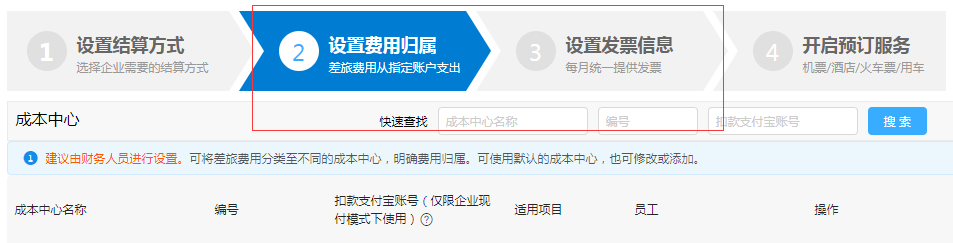 1 设置结算方式
选择企业需要的结算方式
2 设置费用归属
差旅费用从指定账户支出
3 设置发票信息
每月统一提供发票
4 开启预订服务
机票/酒店/火车票/用车
成本中心 快速查找 成本中心名称 编号 扣款支付宝账号 搜 索
建议由财务人员进行设置。可将差旅费用分类至不同的成本中心，明确费用归属。可使用默认的成本中心，也可修改或添加。
成本中心名称 编号 扣款支付宝账号（仅限企业现
付模式下使用） 适用项目 员工 操作